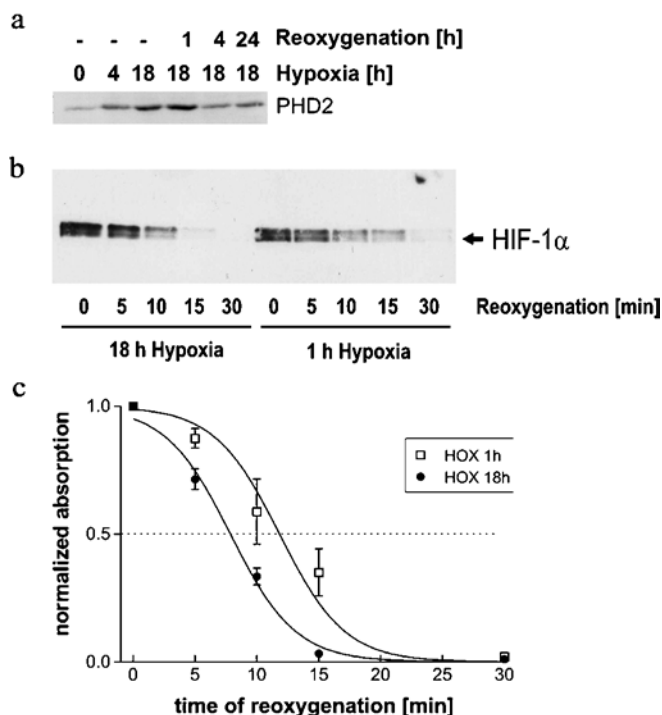 a
- - - 1 4 24 Reoxygenation [h]
0 4 18 18 18 18 Hypoxia [h]
PHD2
b
HIF-1α
0 5 10 15 30 0 5 10 15 30 Reoxygenation [min]
18 h Hypoxia 1 h Hypoxia
c
1.0
0.5
0.0
normalized absorption
HOX 1h
HOX 18h
0 5 10 15 20 25 30
time of reoxygenation [min]